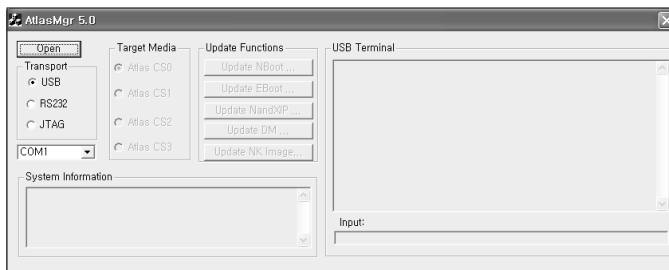 AtlasMgr 5.0
Open
Transport
USB
RS232
JTAG
COM1
Target Media
Atlas CS0
Atlas CS1
Atlas CS2
Atlas CS3
Update Functions
Update NBoot ...
Update EBoot ...
Update NandXIP ...
Update DM ...
Update NK Image...
System Information
USB Terminal
Input: